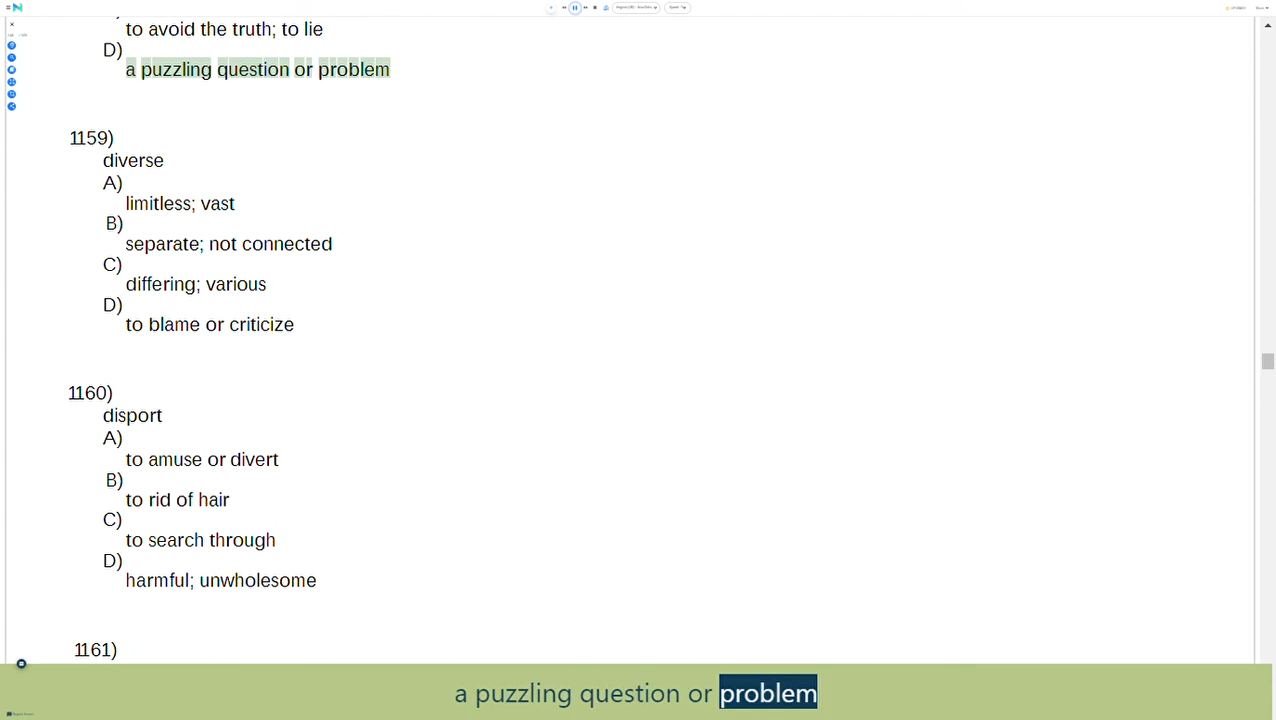 to avoid the truth; to lie
D)
a puzzling question or problem
1159)
diverse
A)
limitless; vast
B)
separate; not connected
C)
differing; various
D)
to blame or criticize
1160)
disport
A)
to amuse or divert
B)
to rid of hair
C)
to search through
D)
harmful; unwholesome
1161)
a puzzling question or problem